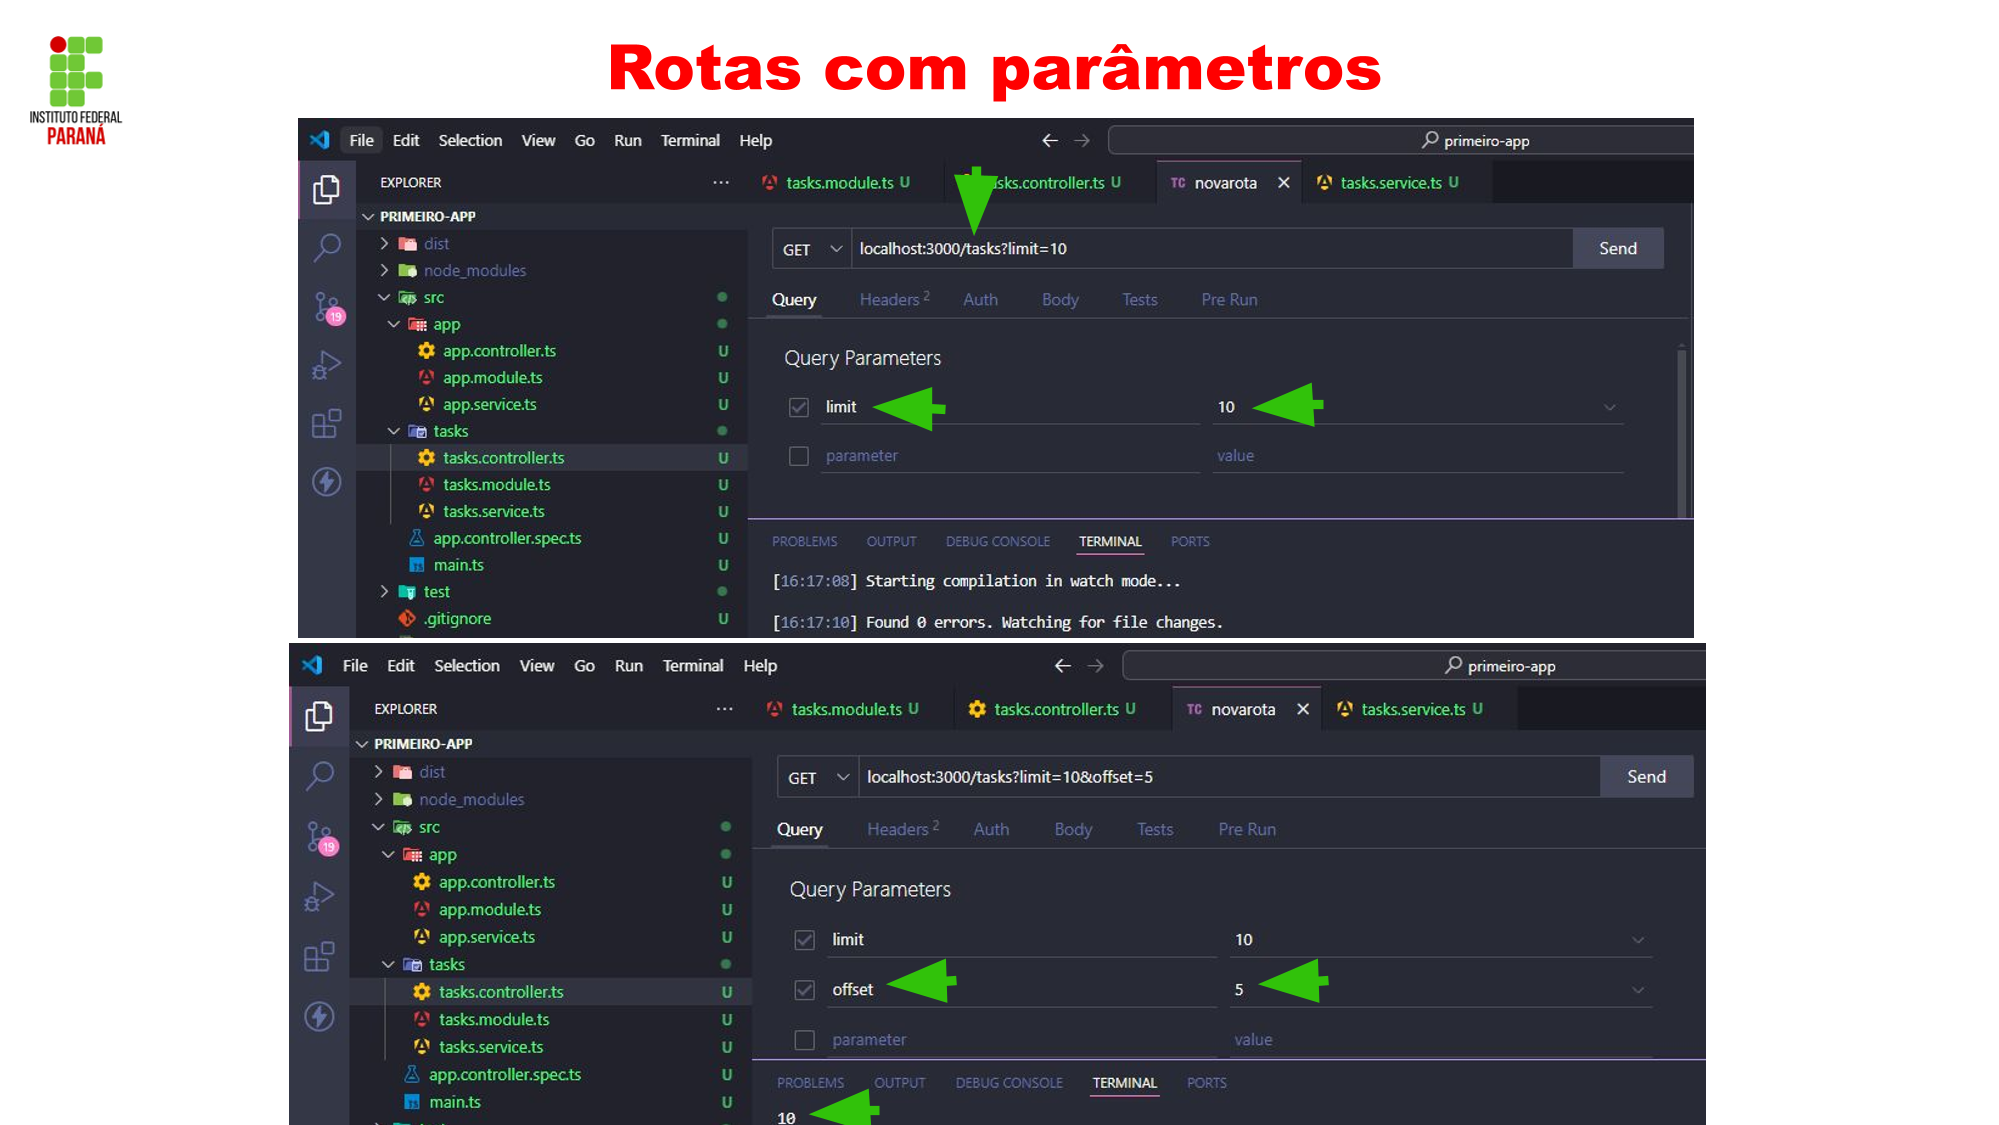 INSTITUTO FEDERAL
PARANÁ
Rotas com parâmetros
File Edit Selection View Go Run Terminal Help
primeiro-app
EXPLORER
tasks.module.ts U
sks.controller.ts U
TC novarota
tasks.service.ts U
PRIMEIRO-APP
dist
node_modules
src
app
app.controller.ts U
app.module.ts U
app.service.ts U
tasks
tasks.controller.ts U
tasks.module.ts U
tasks.service.ts U
app.controller.spec.ts U
main.ts U
test
.gitignore U
19
GET localhost:3000/tasks?limit=10 Send
Query Headers 2 Auth Body Tests Pre Run
Query Parameters
limit 10
parameter value
PROBLEMS OUTPUT DEBUG CONSOLE TERMINAL PORTS
[16:17:08] Starting compilation in watch mode...
[16:17:10] Found 0 errors. Watching for file changes.
File Edit Selection View Go Run Terminal Help
primeiro-app
EXPLORER
tasks.module.ts U
tasks.controller.ts U
TC novarota
tasks.service.ts U
PRIMEIRO-APP
dist
node_modules
src
app
app.controller.ts U
app.module.ts U
app.service.ts U
tasks
tasks.controller.ts U
tasks.module.ts U
tasks.service.ts U
app.controller.spec.ts U
main.ts U
19
GET localhost:3000/tasks?limit=10&offset=5 Send
Query Headers 2 Auth Body Tests Pre Run
Query Parameters
limit 10
offset 5
parameter value
PROBLEMS OUTPUT DEBUG CONSOLE TERMINAL PORTS
10